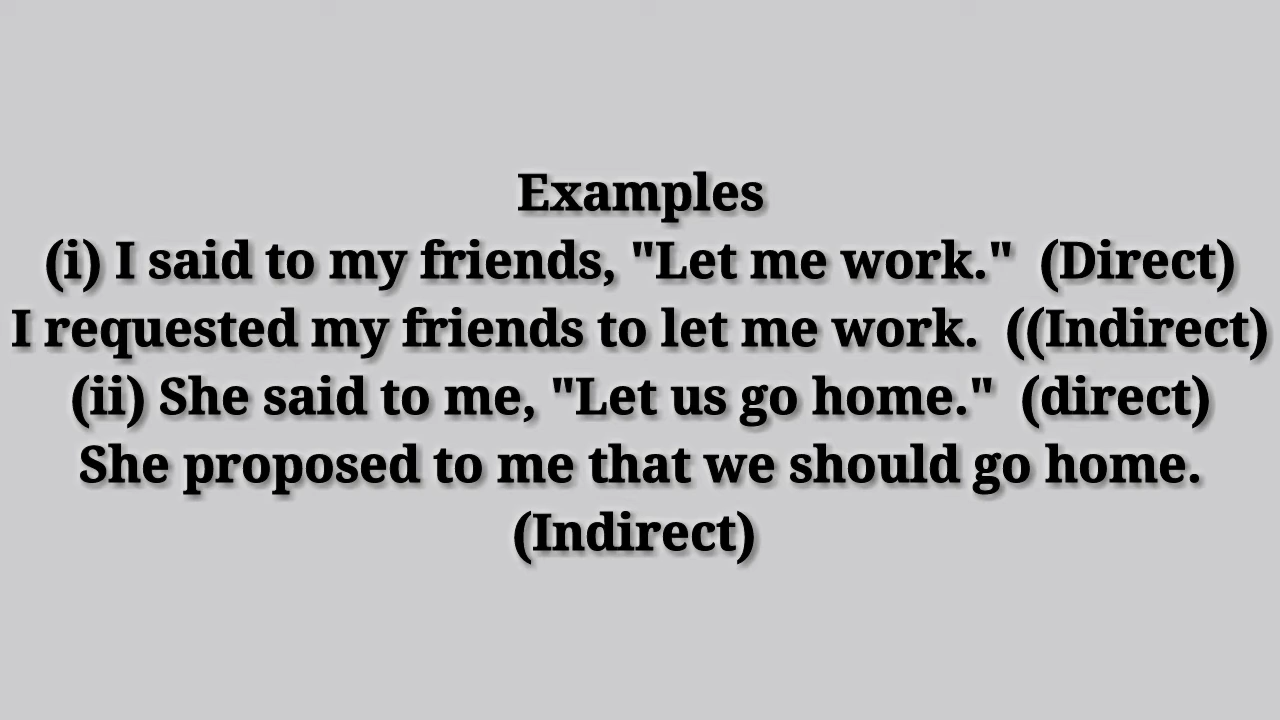 Examples
(i) I said to my friends, "Let me work."  (Direct)
I requested my friends to let me work.  ((Indirect)
(ii) She said to me, "Let us go home."  (direct)
She proposed to me that we should go home.
(Indirect)